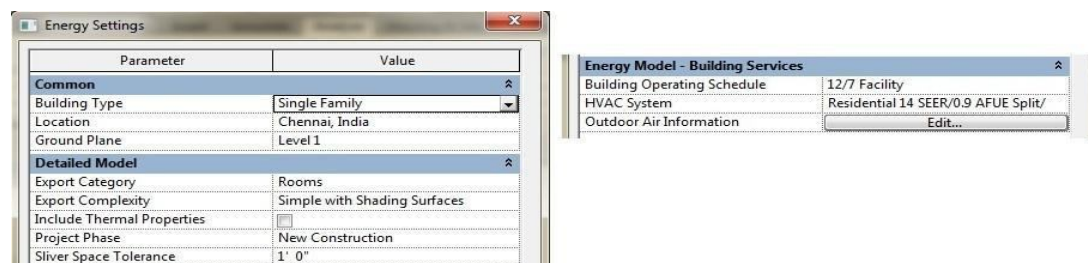 Energy Settings
Parameter Value
Common
Building Type Single Family
Location Chennai, India
Ground Plane Level 1
Detailed Model
Export Category Rooms
Export Complexity Simple with Shading Surfaces
Include Thermal Properties
Project Phase New Construction
Sliver Space Tolerance 1' 0"
Energy Model - Building Services
Building Operating Schedule 12/7 Facility
HVAC System Residential 14 SEER/0.9 AFUE Split/
Outdoor Air Information Edit...